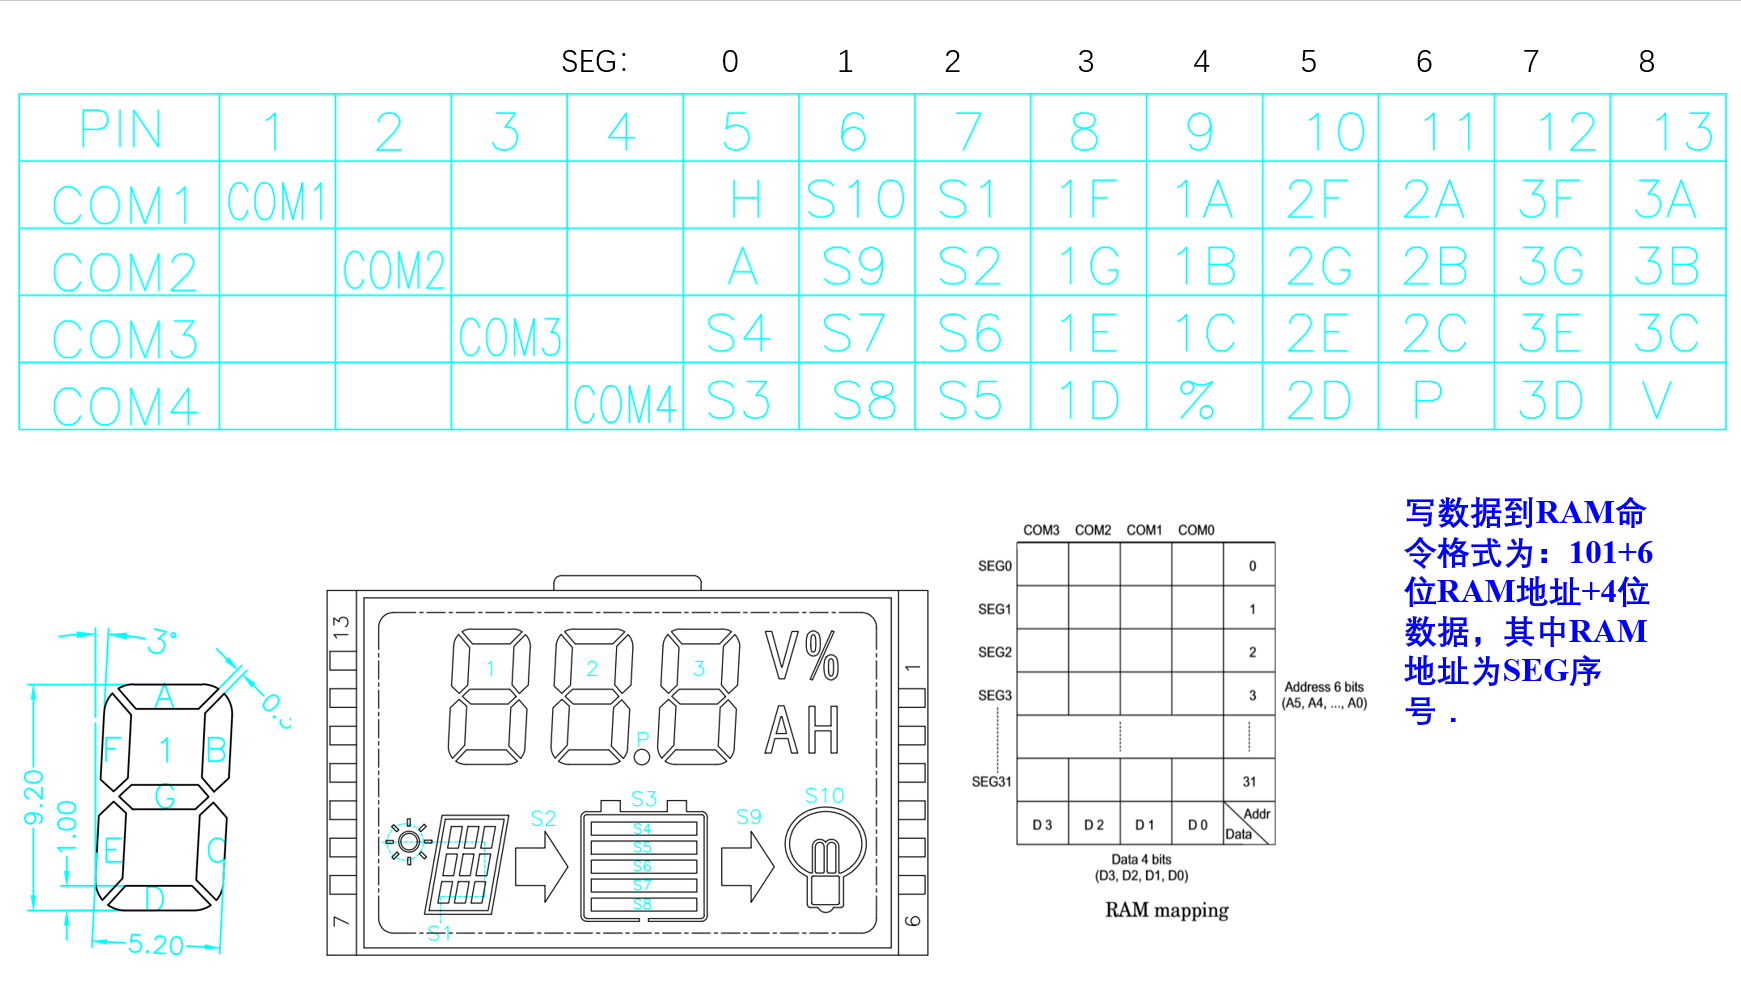 SEG: 0 1 2 3 4 5 6 7 8
PIN 1 2 3 4 5 6 7 8 9 10 11 12 13
COM1 COM1 H S10 S1 1F 1A 2F 2A 3F 3A
COM2 COM2 A S9 S2 1G 1B 2G 2B 3G 3B
COM3 COM3 S4 S7 S6 1E 1C 2E 2C 3E 3C
COM4 COM4 S3 S8 S5 1D % 2D P 3D V
3°
A
F 1 B
G
E C
D
9.20
1.00
5.20
13
7
1
6
1 2 3 V%
P AH
S1
S2
S3
S4
S5
S6
S7
S8
S9
S10
COM3 COM2 COM1 COM0
SEG0 0
SEG1 1
SEG2 2
SEG3 3
SEG31 31
D3 D2 D1 D0 Addr
Data
Address 6 bits
(A5, A4, ..., A0)
Data 4 bits
(D3, D2, D1, D0)
RAM mapping
写数据到RAM命
令格式为：101+6
位RAM地址+4位
数据，其中RAM
地址为SEG序
号．